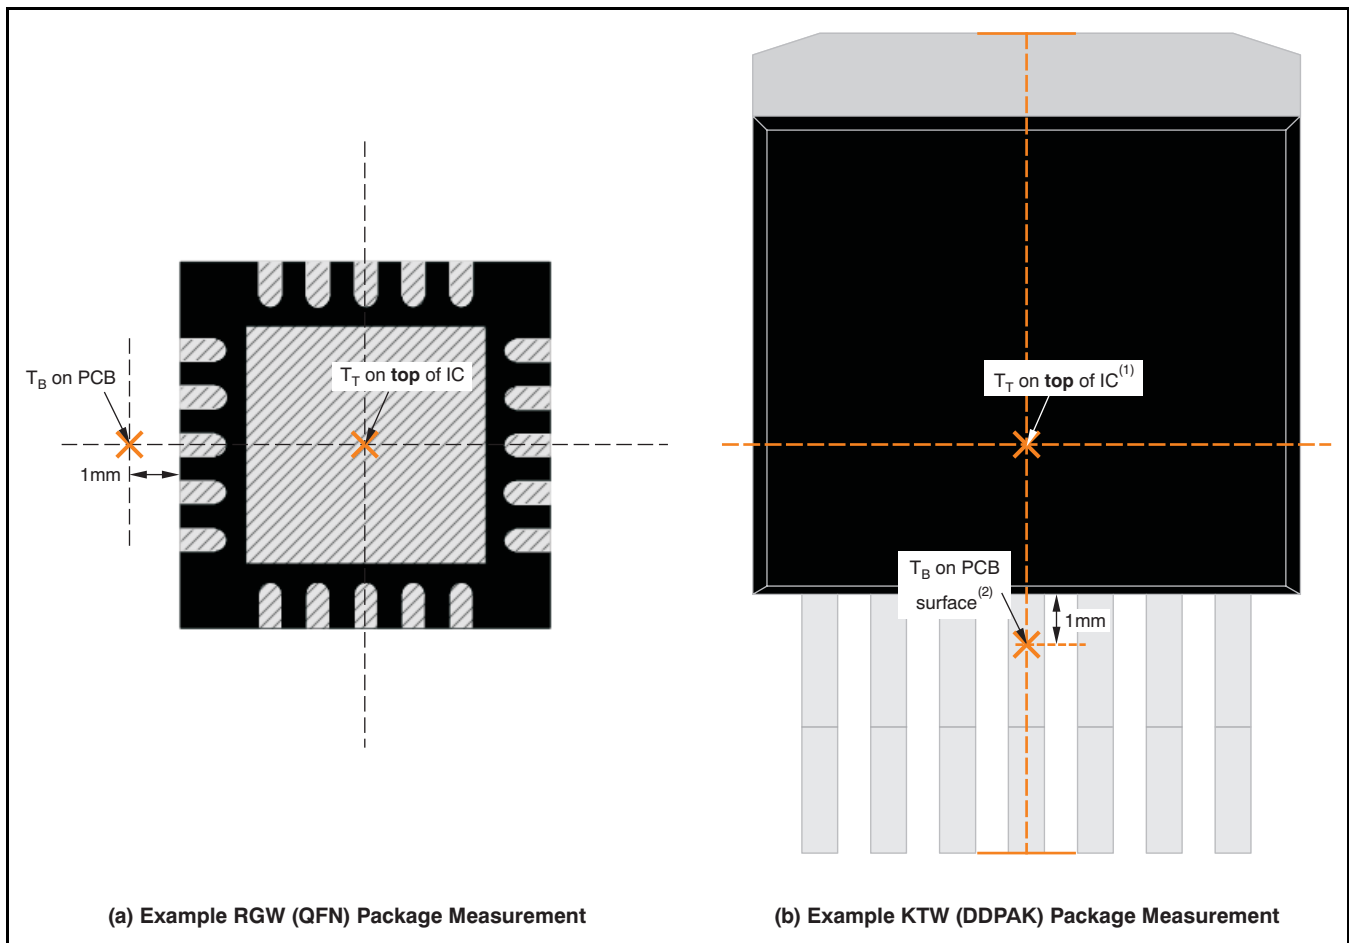 T_B on PCB
1mm
T_T on top of IC
(a) Example RGW (QFN) Package Measurement
T_T on top of IC(1)
T_B on PCB
surface(2)
1mm
(b) Example KTW (DDPAK) Package Measurement